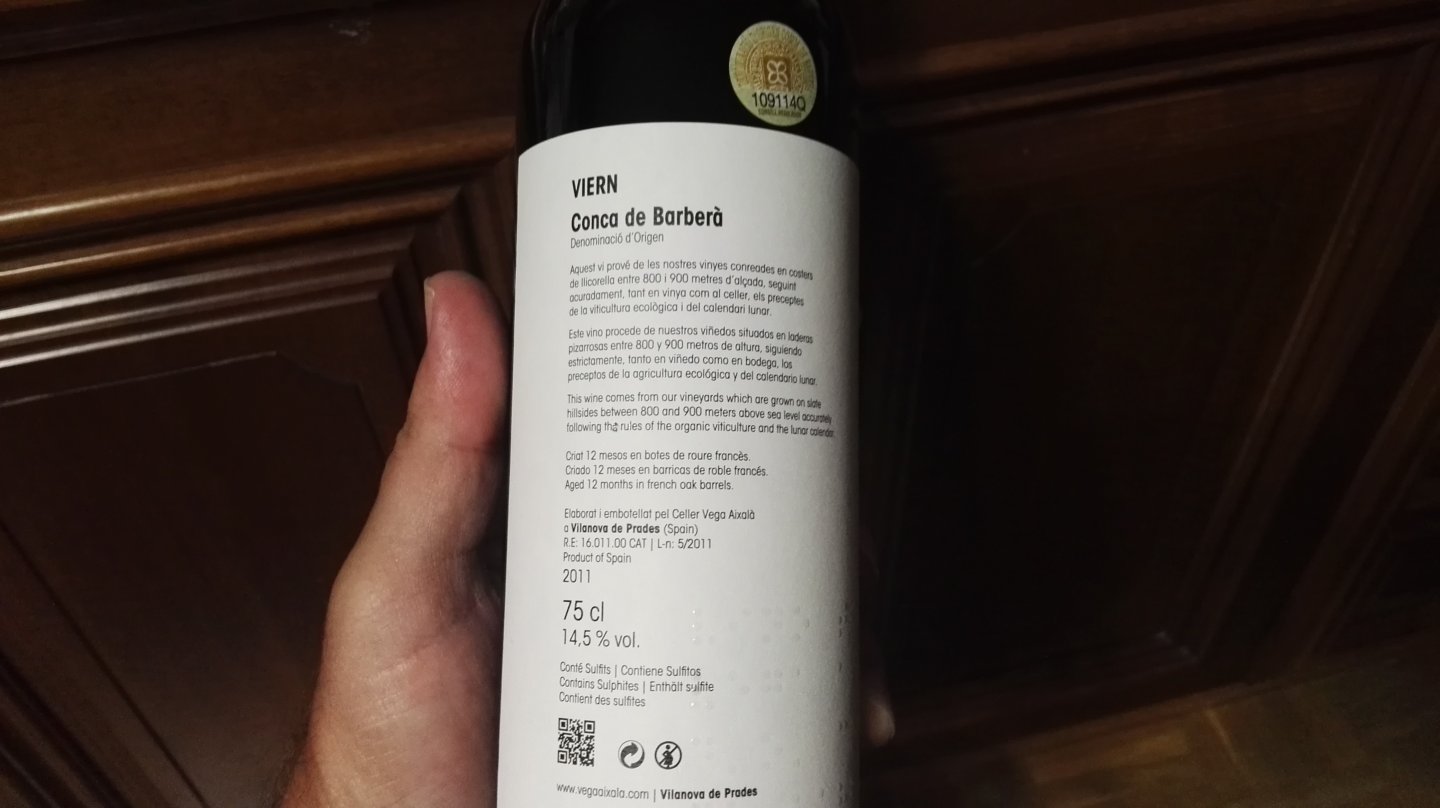 109114Q
VIERN
Conca de Barberà
Denominació d'Origen
Aquest vi prové de les nostres vinyes conreades en costers
de llicorella entre 800 i 900 metres d'alçada, seguint
acuradament, tant en vinya com al celler, els preceptes
de la viticultura ecològica i del calendari lunar.
Este vino procede de nuestros viñedos situados en laderas
pizarrosas entre 800 y 900 metros de altura, siguiendo
estrictamente, tanto en viñedo como en bodega, los
preceptos de la agricultura ecológica y del calendario lunar.
This wine comes from our vineyards which are grown on slate
hillsides between 800 and 900 meters above sea level accurately
following the rules of the organic viticulture and the lunar calendar.
Criat 12 mesos en botes de roure francès.
Criado 12 meses en barricas de roble francés.
Aged 12 months in french oak barrels.
Elaborat i embotellat pel Celler Vega Aixalà
a Vilanova de Prades (Spain)
R.E: 16.011.00 CAT | L-n: 5/2011
Product of Spain
2011
75 cl
14,5 % vol.
Conté Sulfits | Contiene Sulfitos
Contains Sulphites | Enthält sulfite
Contient des sulfites
www.vegaaixala.com | Vilanova de Prades